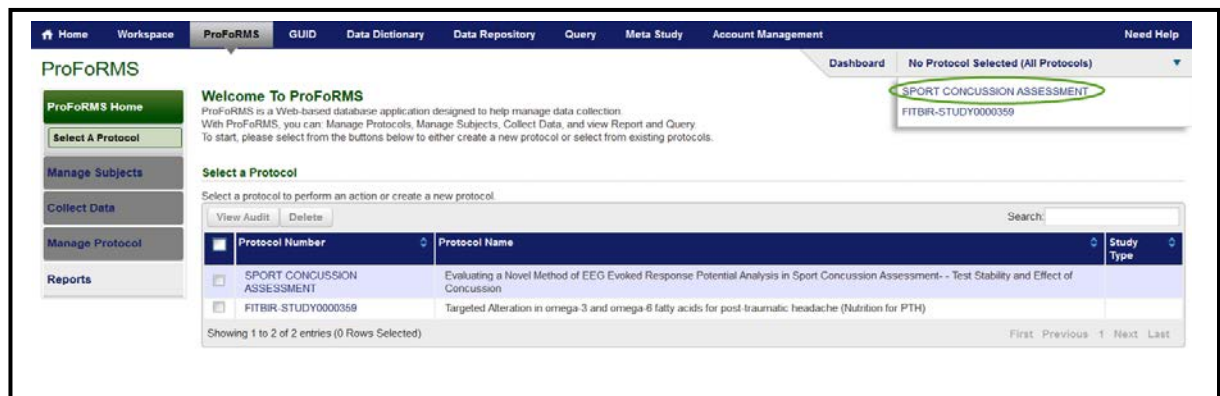 Home Workspace ProFoRMS GUID Data Dictionary Data Repository Query Meta Study Account Management Need Help
ProFoRMS
Dashboard No Protocol Selected (All Protocols)
SPORT CONCUSSION ASSESSMENT
FITBIR-STUDY0000359
ProFoRMS Home
Select A Protocol
Manage Subjects
Collect Data
Manage Protocol
Reports
Welcome To ProFoRMS
ProFoRMS is a Web-based database application designed to help manage data collection.
With ProFoRMS, you can: Manage Protocols, Manage Subjects, Collect Data, and view Report and Query.
To start, please select from the buttons below to either create a new protocol or select from existing protocols.
Select a Protocol
Select a protocol to perform an action or create a new protocol.
View Audit Delete
Search:
Protocol Number Protocol Name Study
Type
SPORT CONCUSSION
ASSESSMENT
Evaluating a Novel Method of EEG Evoked Response Potential Analysis in Sport Concussion Assessment- - Test Stability and Effect of
Concussion
FITBIR-STUDY0000359 Targeted Alteration in omega-3 and omega-6 fatty acids for post-traumatic headache (Nutrition for PTH)
Showing 1 to 2 of 2 entries (0 Rows Selected) First Previous 1 Next Last